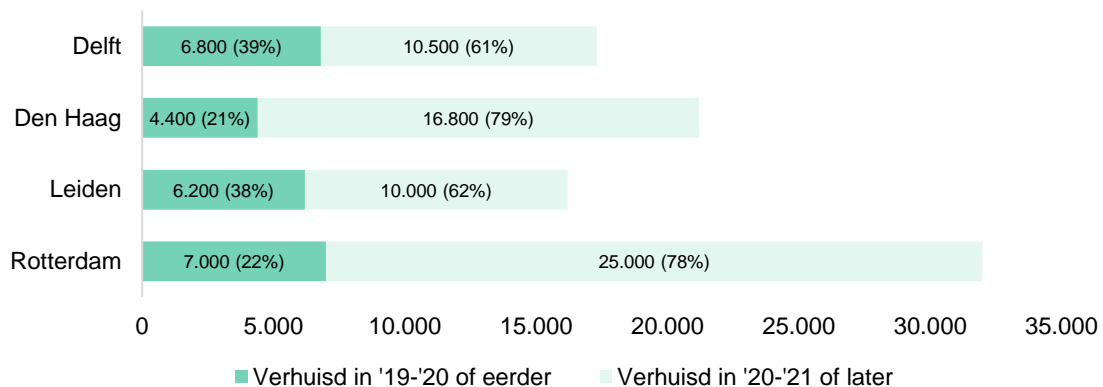 Delft 6.800 (39%) 10.500 (61%)
Den Haag 4.400 (21%) 16.800 (79%)
Leiden 6.200 (38%) 10.000 (62%)
Rotterdam 7.000 (22%) 25.000 (78%)
0 5.000 10.000 15.000 20.000 25.000 30.000 35.000
Verhuisd in '19-'20 of eerder Verhuisd in '20-'21 of later